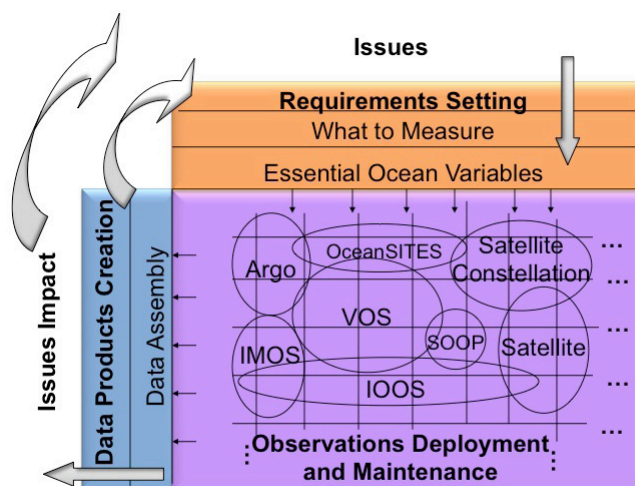 Issues
Requirements Setting
What to Measure
Essential Ocean Variables
Issues Impact
Data Products Creation
Data Assembly
Argo
OceanSITES
Satellite
Constellation
...
...
VOS
IMOS
SOOP
Satellite
...
IOOS
...
Observations Deployment
and Maintenance
...
...
...